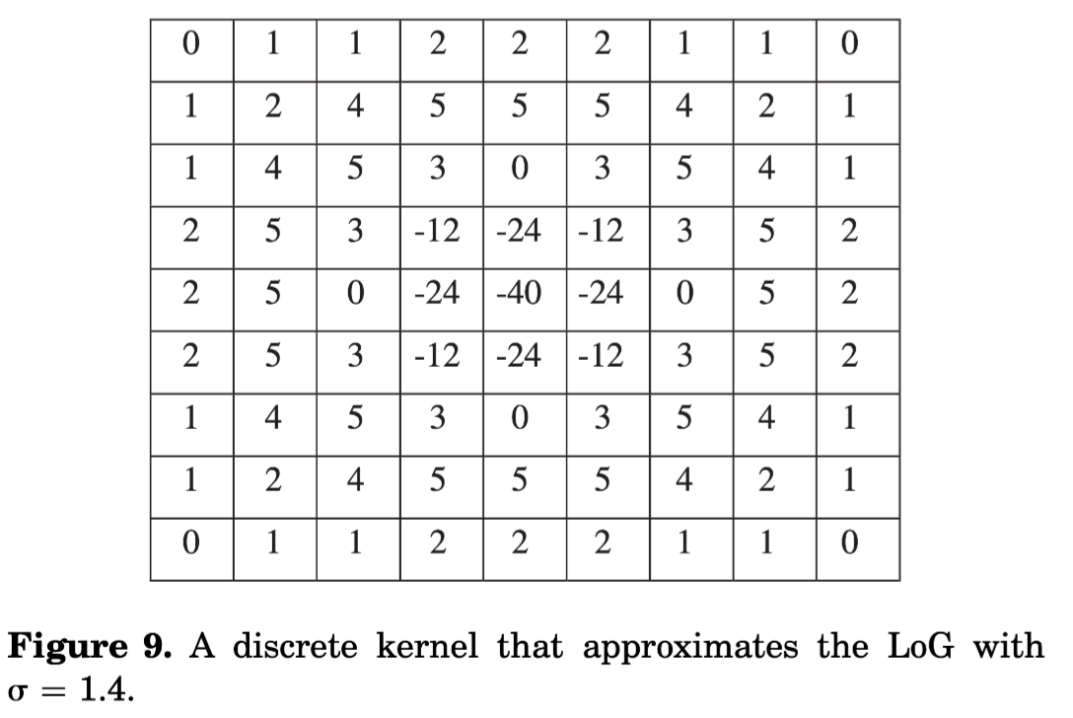 0 1 1 2 2 2 1 1 0
1 2 4 5 5 5 4 2 1
1 4 5 3 0 3 5 4 1
2 5 3 -12 -24 -12 3 5 2
2 5 0 -24 -40 -24 0 5 2
2 5 3 -12 -24 -12 3 5 2
1 4 5 3 0 3 5 4 1
1 2 4 5 5 5 4 2 1
0 1 1 2 2 2 1 1 0
Figure 9. A discrete kernel that approximates the LoG with
σ = 1.4.